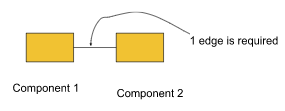 1 edge is required
Component 1
Component 2